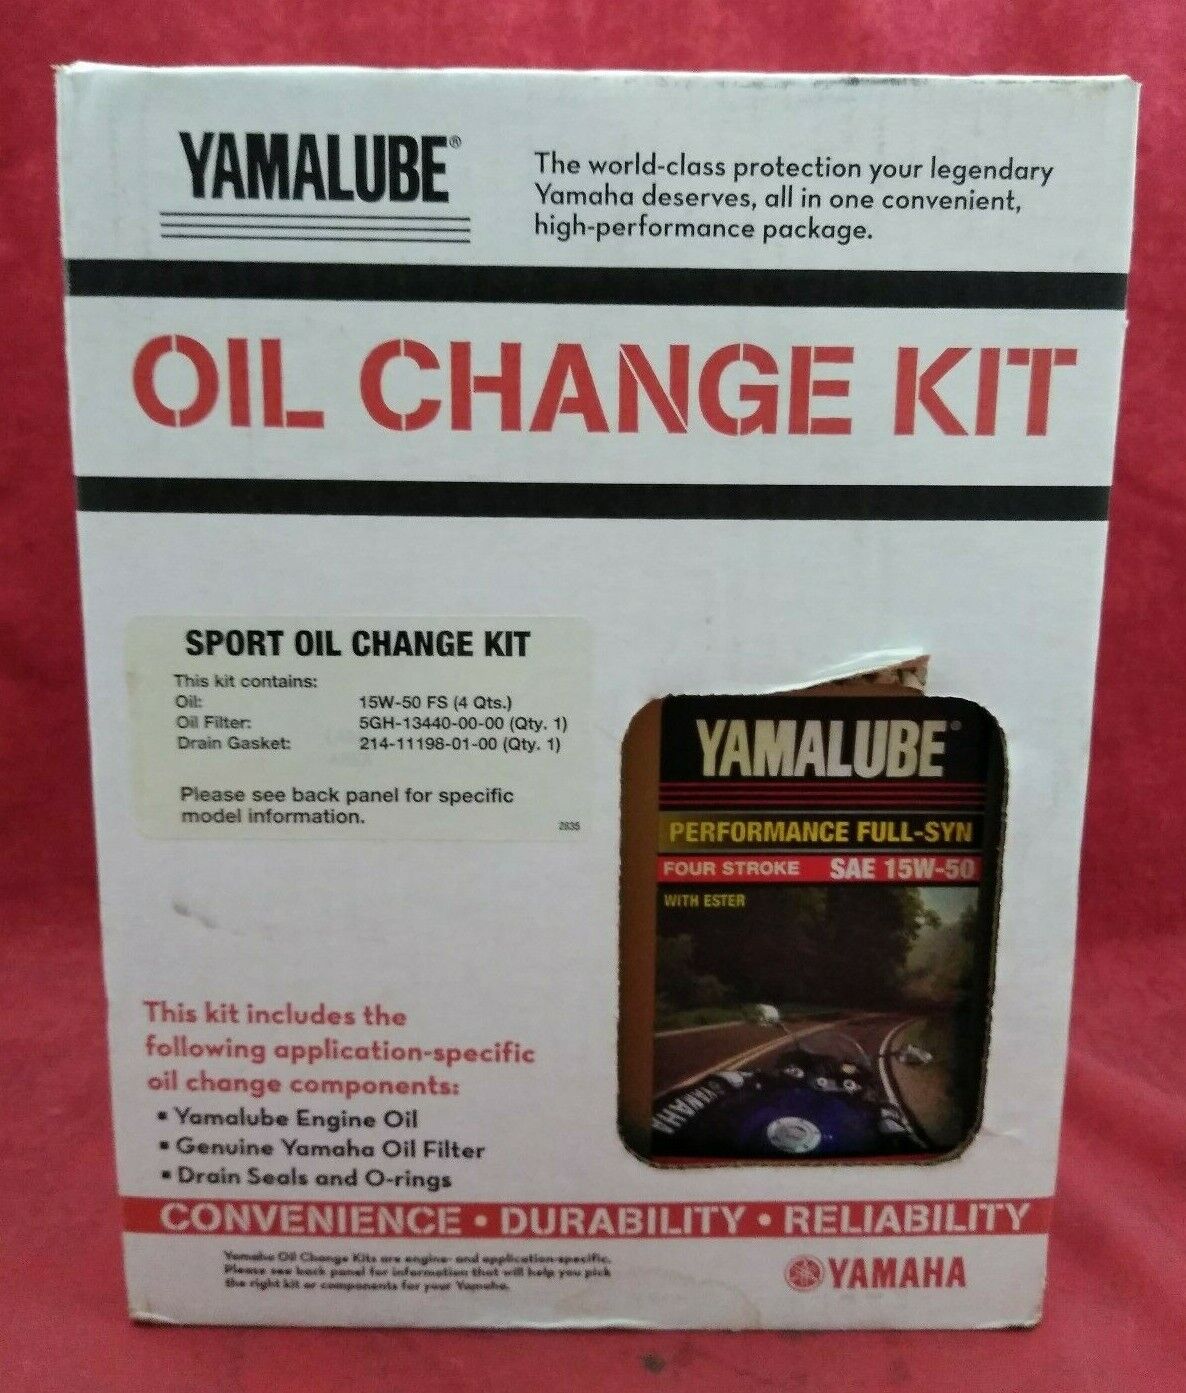 YAMALUBE®
The world-class protection your legendary
Yamaha deserves, all in one convenient,
high-performance package.
OIL CHANGE KIT
SPORT OIL CHANGE KIT
This kit contains:
Oil: 15W-50 FS (4 Qts.)
Oil Filter: 5GH-13440-00-00 (Qty. 1)
Drain Gasket: 214-11198-01-00 (Qty. 1)
Please see back panel for specific
model information.
2835
YAMALUBE®
PERFORMANCE FULL-SYN
FOUR STROKE SAE 15W-50
WITH ESTER
YAMAHA
This kit includes the
following application-specific
oil change components:
▪ Yamalube Engine Oil
▪ Genuine Yamaha Oil Filter
▪ Drain Seals and O-rings
CONVENIENCE • DURABILITY • RELIABILITY
Yamaha Oil Change Kits are engine- and application-specific.
Please see back panel for information that will help you pick
the right kit or components for your Yamaha.
YAMAHA